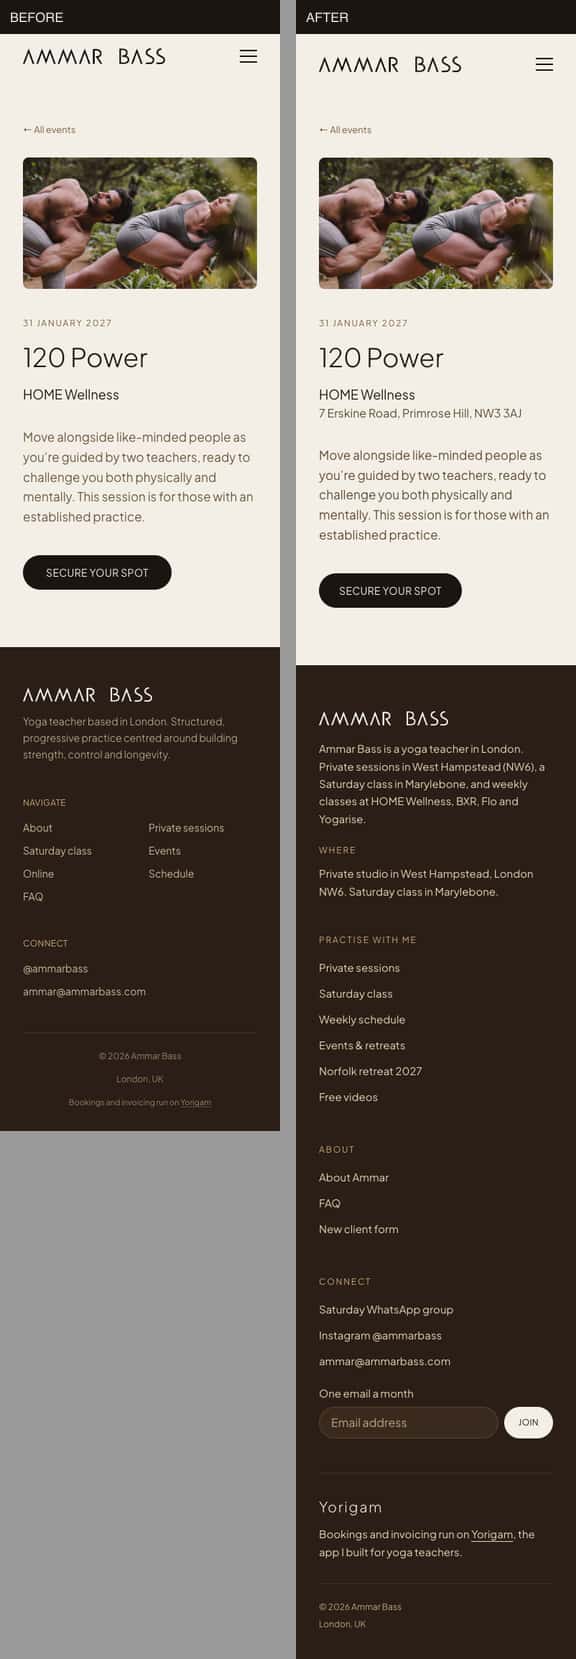 BEFORE
AMMAR BASS
← All events
31 JANUARY 2027
120 Power
HOME Wellness
Move alongside like-minded people as
you're guided by two teachers, ready to
challenge you both physically and
mentally. This session is for those with an
established practice.
SECURE YOUR SPOT
AMMAR BASS
Yoga teacher based in London. Structured,
progressive practice centred around building
strength, control and longevity.
NAVIGATE
About
Private sessions
Saturday class
Events
Online
Schedule
FAQ
CONNECT
@ammarbass
ammar@ammarbass.com
© 2026 Ammar Bass
London, UK
Bookings and invoicing run on Yorigam
AFTER
AMMAR BASS
← All events
31 JANUARY 2027
120 Power
HOME Wellness
7 Erskine Road, Primrose Hill, NW3 3AJ
Move alongside like-minded people as
you're guided by two teachers, ready to
challenge you both physically and
mentally. This session is for those with an
established practice.
SECURE YOUR SPOT
AMMAR BASS
Ammar Bass is a yoga teacher in London.
Private sessions in West Hampstead (NW6), a
Saturday class in Marylebone, and weekly
classes at HOME Wellness, BXR, Flo and
Yogarise.
WHERE
Private studio in West Hampstead, London
NW6. Saturday class in Marylebone.
PRACTISE WITH ME
Private sessions
Saturday class
Weekly schedule
Events & retreats
Norfolk retreat 2027
Free videos
ABOUT
About Ammar
FAQ
New client form
CONNECT
Saturday WhatsApp group
Instagram @ammarbass
ammar@ammarbass.com
One email a month
Email address
JOIN
Yorigam
Bookings and invoicing run on Yorigam, the
app I built for yoga teachers.
© 2026 Ammar Bass
London, UK